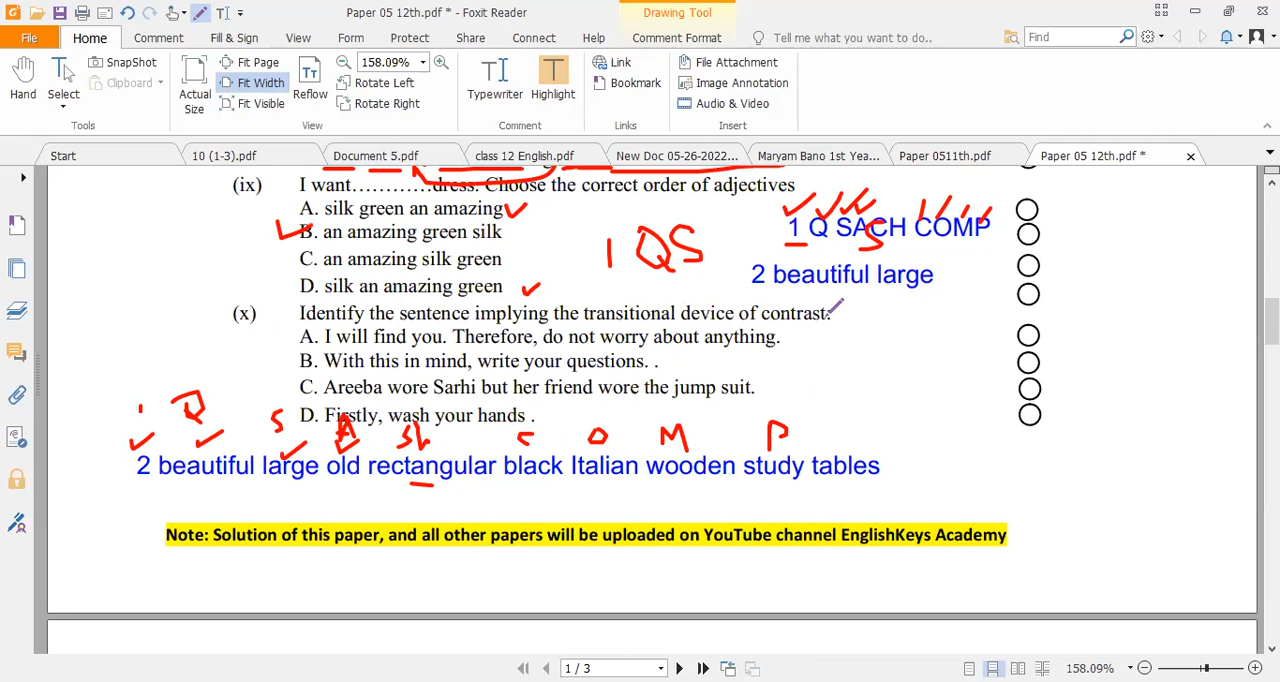 Paper 05 12th.pdf * - Foxit Reader
Drawing Tool
File Home Comment Fill & Sign View Form Protect Share Connect Help Comment Format Tell me what you want to do.. Find
Hand Select SnapShot Clipboard Actual Size Fit Page Fit Width Fit Visible Reflow 158.09% Rotate Left Rotate Right Typewriter Highlight Link Bookmark File Attachment Image Annotation Audio & Video
Tools View Comment Links Insert
Start 10 (1-3).pdf Document 5.pdf class 12 English.pdf New Doc 05-26-2022... Maryam Bano 1st Yea... Paper 0511th.pdf Paper 05 12th.pdf *
(ix) I want............dress. Choose the correct order of adjectives
A. silk green an amazing
B. an amazing green silk
C. an amazing silk green
D. silk an amazing green
1 QS
1 Q SACH COMP
S
2 beautiful large
(x) Identify the sentence implying the transitional device of contrast.
A. I will find you. Therefore, do not worry about anything.
B. With this in mind, write your questions. .
C. Areeba wore Sarhi but her friend wore the jump suit.
D. Firstly, wash your hands .
Q S A Sh C O M P
2 beautiful large old rectangular black Italian wooden study tables
Note: Solution of this paper, and all other papers will be uploaded on YouTube channel EnglishKeys Academy
1 / 3 158.09%